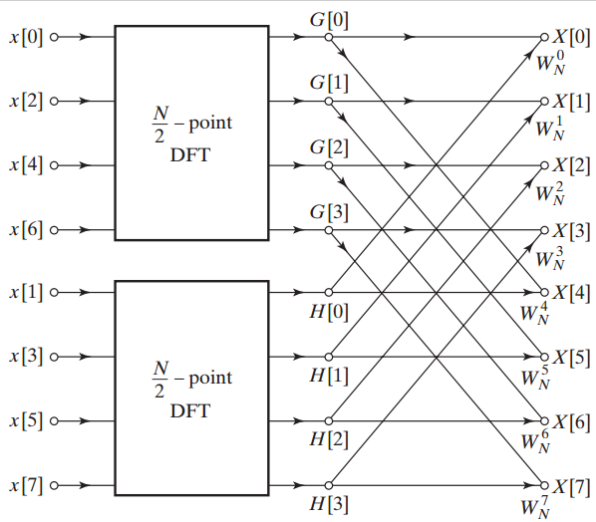 x[0]
x[2]
x[4]
x[6]
N/2 – point
DFT
G[0]
G[1]
G[2]
G[3]
x[1]
x[3]
x[5]
x[7]
N/2 – point
DFT
H[0]
H[1]
H[2]
H[3]
X[0]
W_N^0
X[1]
W_N^1
X[2]
W_N^2
X[3]
W_N^3
X[4]
W_N^4
X[5]
W_N^5
X[6]
W_N^6
X[7]
W_N^7